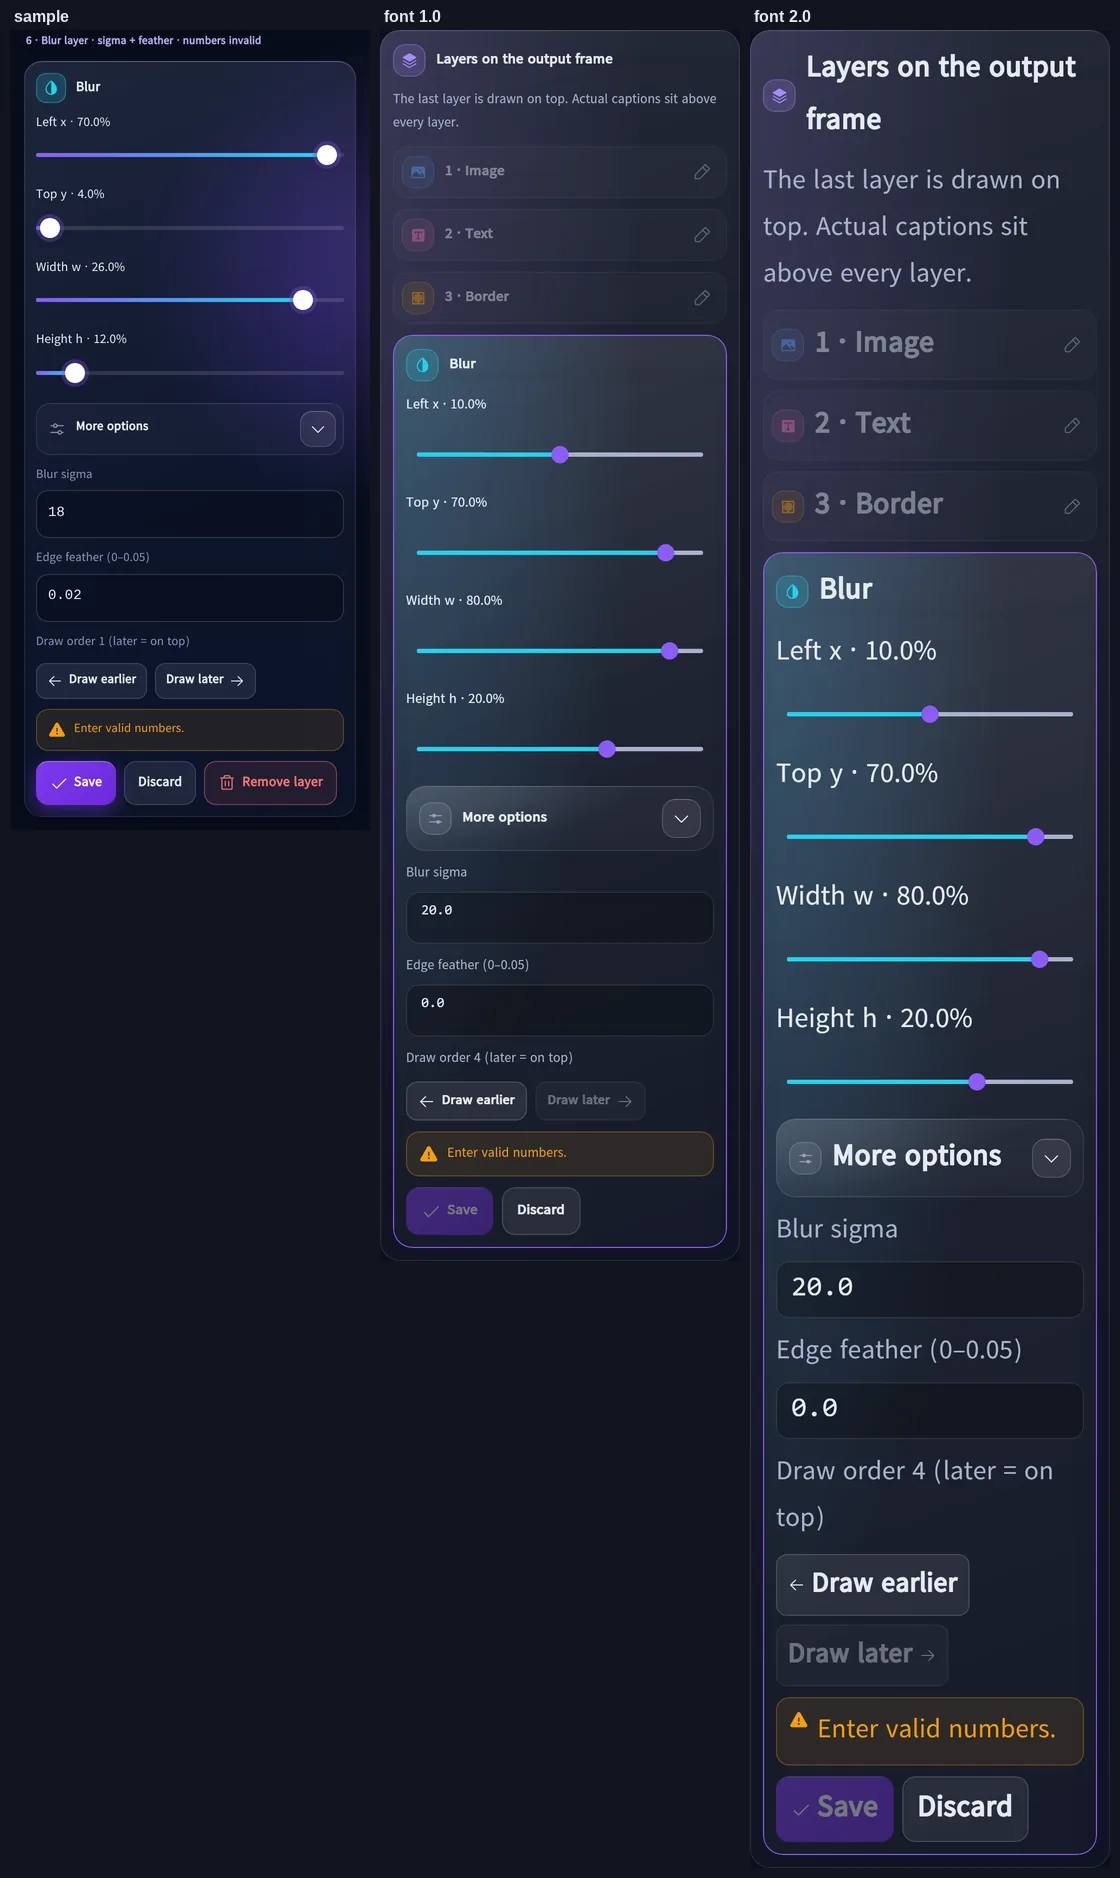 sample
6 · Blur layer · sigma + feather · numbers invalid
Blur
Left x · 70.0%
Top y · 4.0%
Width w · 26.0%
Height h · 12.0%
More options
Blur sigma
18
Edge feather (0–0.05)
0.02
Draw order 1 (later = on top)
← Draw earlier
Draw later →
Enter valid numbers.
Save
Discard
Remove layer
font 1.0
Layers on the output frame
The last layer is drawn on top. Actual captions sit above
every layer.
1 · Image
2 · Text
3 · Border
Blur
Left x · 10.0%
Top y · 70.0%
Width w · 80.0%
Height h · 20.0%
More options
Blur sigma
20.0
Edge feather (0–0.05)
0.0
Draw order 4 (later = on top)
← Draw earlier
Draw later →
Enter valid numbers.
Save
Discard
font 2.0
Layers on the output
frame
The last layer is drawn on
top. Actual captions sit
above every layer.
1 · Image
2 · Text
3 · Border
Blur
Left x · 10.0%
Top y · 70.0%
Width w · 80.0%
Height h · 20.0%
More options
Blur sigma
20.0
Edge feather (0–0.05)
0.0
Draw order 4 (later = on
top)
← Draw earlier
Draw later →
Enter valid numbers.
Save
Discard